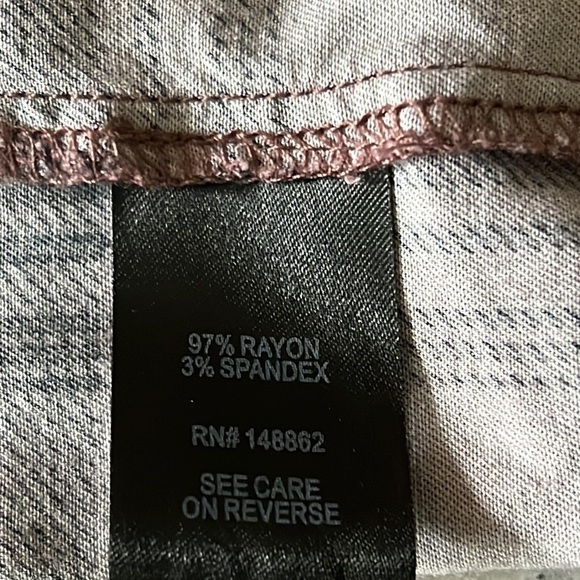 97% RAYON
3% SPANDEX
RN# 148862
SEE CARE
ON REVERSE